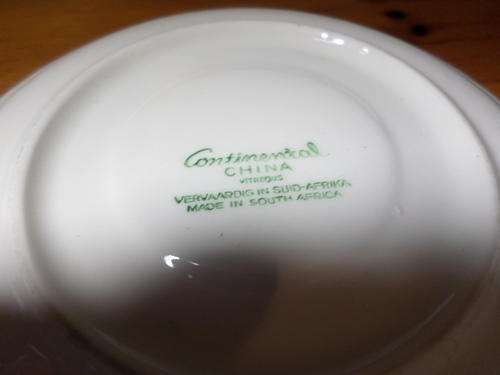 Continental
CHINA
VITREOUS
VERVAARDIG IN SUID-AFRIKA
MADE IN SOUTH AFRICA